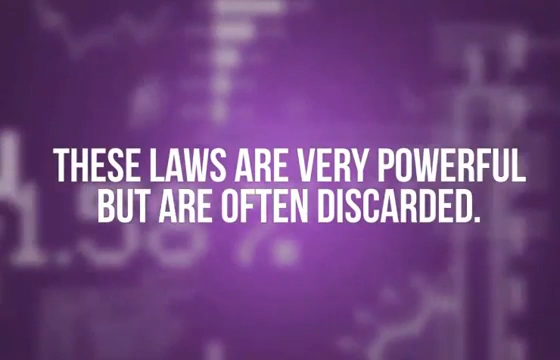 THESE LAWS ARE VERY POWERFUL
BUT ARE OFTEN DISCARDED.